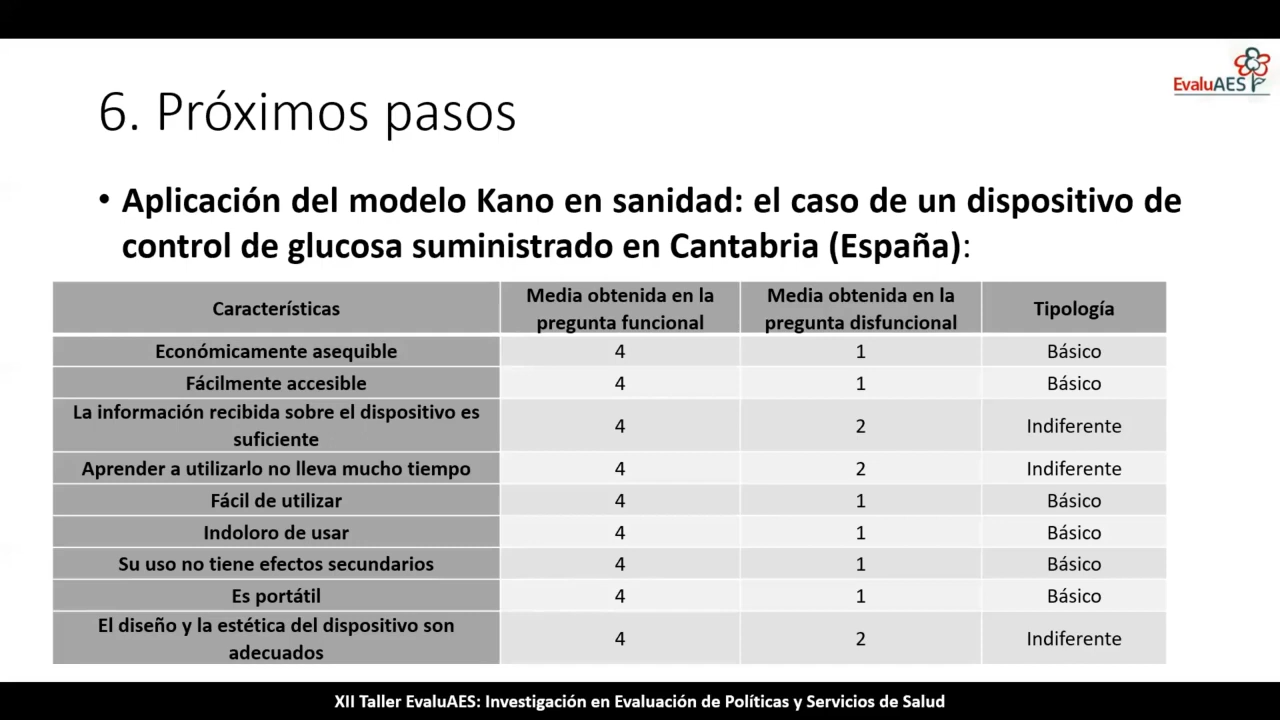 EvaluAES
6. Próximos pasos
• Aplicación del modelo Kano en sanidad: el caso de un dispositivo de
control de glucosa suministrado en Cantabria (España):
Características
Media obtenida en la
pregunta funcional
Media obtenida en la
pregunta disfuncional
Tipología
Económicamente asequible 4 1 Básico
Fácilmente accesible 4 1 Básico
La información recibida sobre el dispositivo es
suficiente
4 2 Indiferente
Aprender a utilizarlo no lleva mucho tiempo 4 2 Indiferente
Fácil de utilizar 4 1 Básico
Indoloro de usar 4 1 Básico
Su uso no tiene efectos secundarios 4 1 Básico
Es portátil 4 1 Básico
El diseño y la estética del dispositivo son
adecuados
4 2 Indiferente
XII Taller EvaluAES: Investigación en Evaluación de Políticas y Servicios de Salud